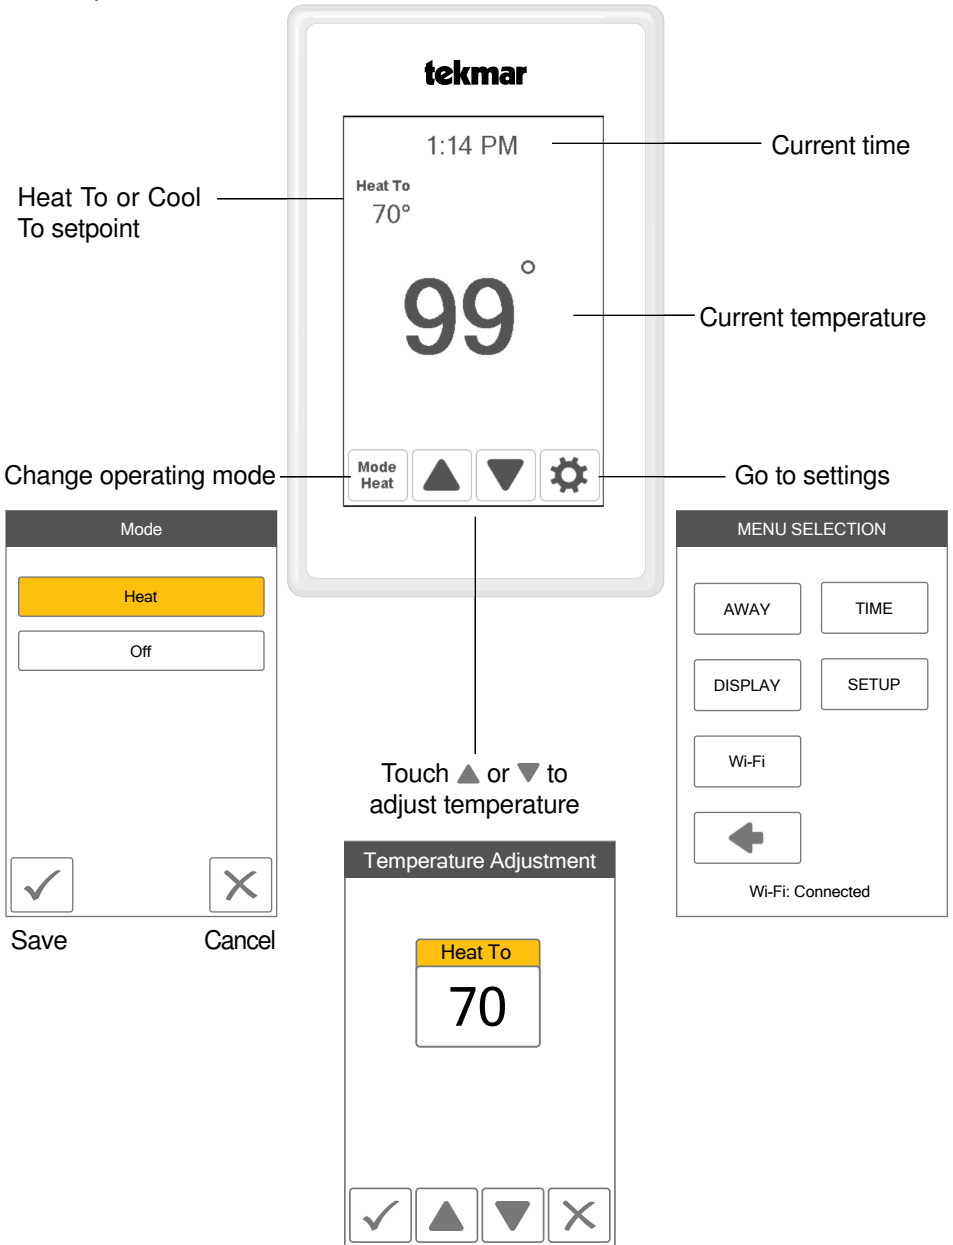 tekmar
1:14 PM
Current time
Heat To or Cool
To setpoint
Heat To
70°
99°
Current temperature
Change operating mode
Mode
Heat
Go to settings
Mode
Heat
Off
Save
Cancel
MENU SELECTION
AWAY
TIME
DISPLAY
SETUP
Wi-Fi
Wi-Fi: Connected
Touch ▲ or ▼ to
adjust temperature
Temperature Adjustment
Heat To
70